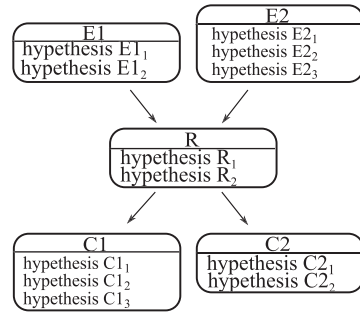 E1
hypothesis E1₁
hypothesis E1₂
E2
hypothesis E2₁
hypothesis E2₂
hypothesis E2₃
R
hypothesis R₁
hypothesis R₂
C1
hypothesis C1₁
hypothesis C1₂
hypothesis C1₃
C2
hypothesis C2₁
hypothesis C2₂